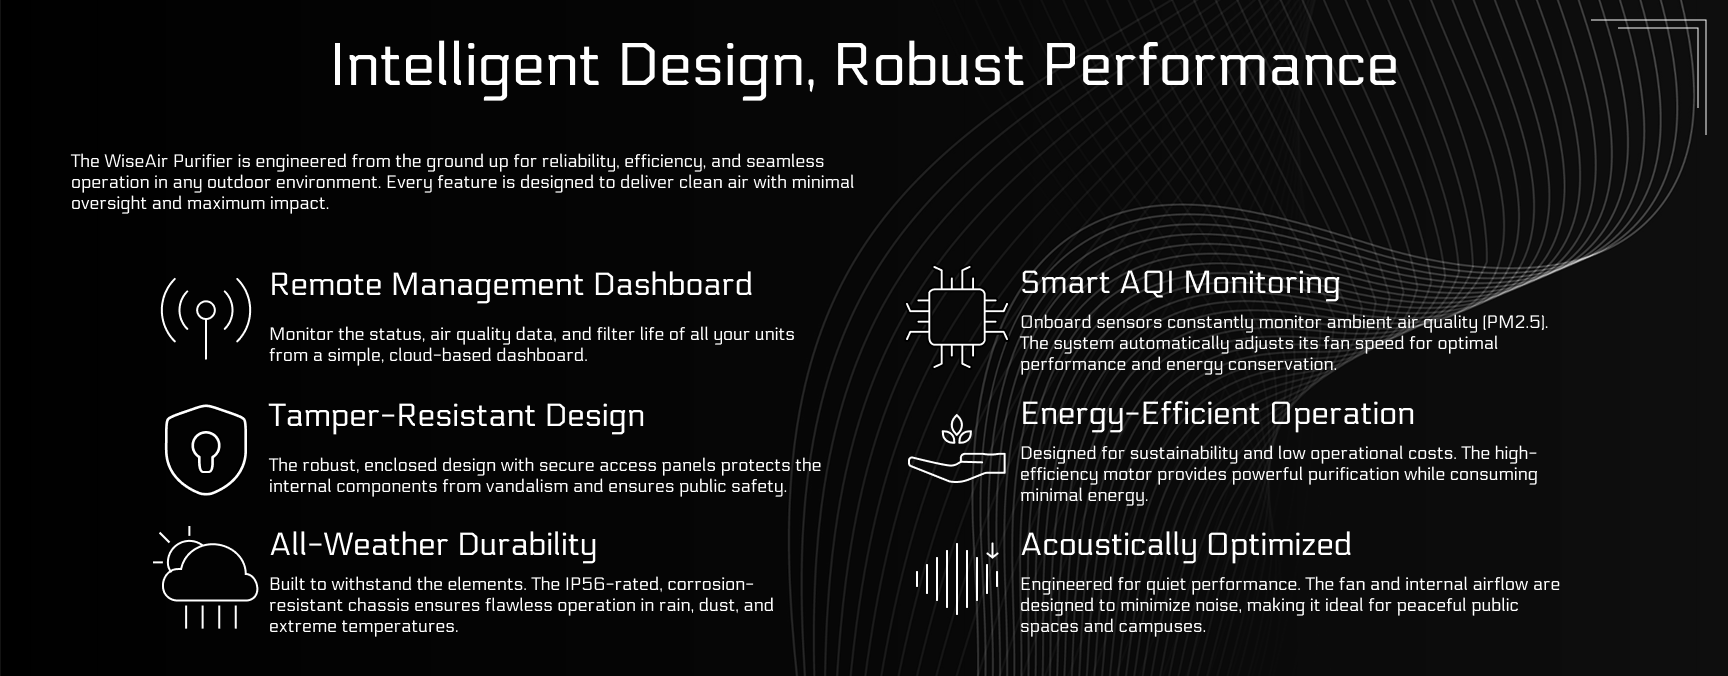 Intelligent Design, Robust Performance
The WiseAir Purifier is engineered from the ground up for reliability, efficiency, and seamless
operation in any outdoor environment. Every feature is designed to deliver clean air with minimal
oversight and maximum impact.
Remote Management Dashboard
Monitor the status, air quality data, and filter life of all your units
from a simple, cloud-based dashboard.
Tamper-Resistant Design
The robust, enclosed design with secure access panels protects the
internal components from vandalism and ensures public safety.
All-Weather Durability
Built to withstand the elements. The IP56-rated, corrosion-
resistant chassis ensures flawless operation in rain, dust, and
extreme temperatures.
Smart AQI Monitoring
Onboard sensors constantly monitor ambient air quality (PM2.5).
The system automatically adjusts its fan speed for optimal
performance and energy conservation.
Energy-Efficient Operation
Designed for sustainability and low operational costs. The high-
efficiency motor provides powerful purification while consuming
minimal energy.
Acoustically Optimized
Engineered for quiet performance. The fan and internal airflow are
designed to minimize noise, making it ideal for peaceful public
spaces and campuses.